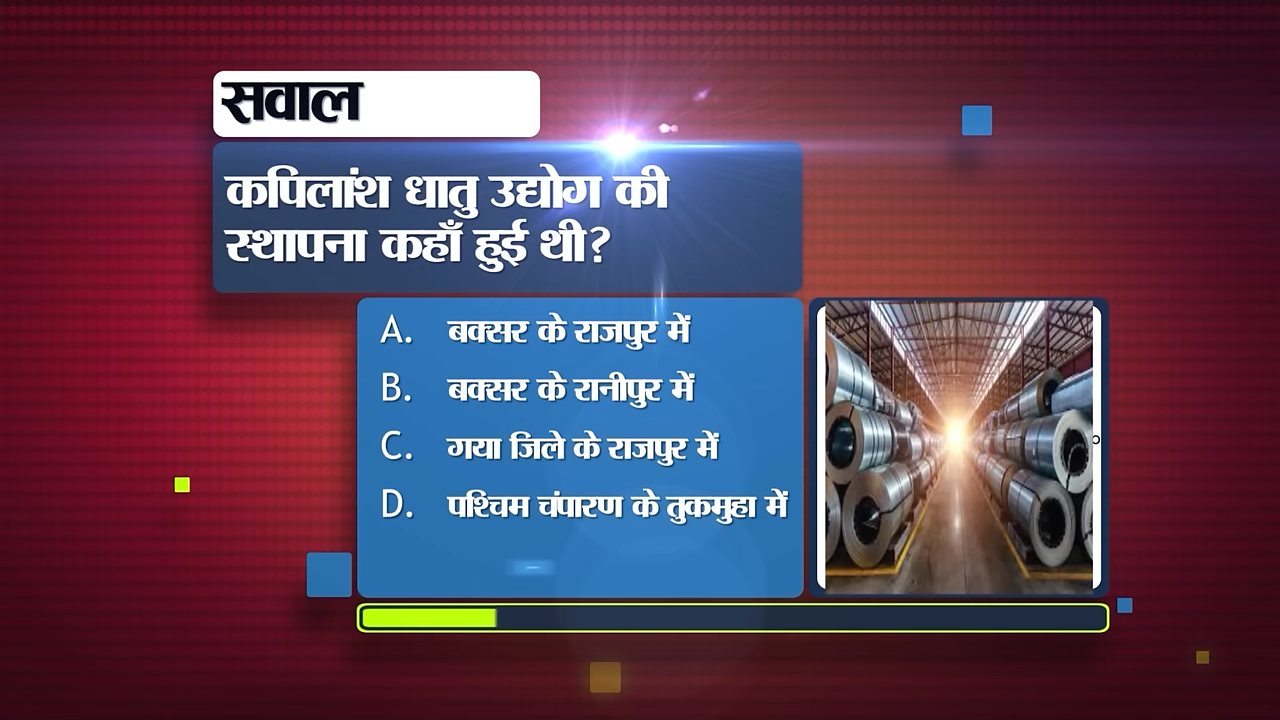 सवाल
कपिलांश धातु उद्योग की
स्थापना कहाँ हुई थी?
A. बक्सर के राजपुर में
B. बक्सर के रानीपुर में
C. गया जिले के राजपुर में
D. पश्चिम चंपारण के तुकमुहा में